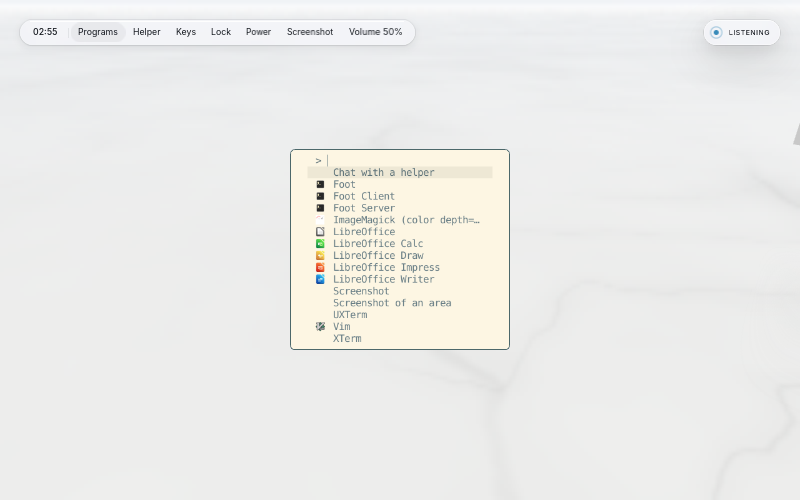 02:55 Programs Helper Keys Lock Power Screenshot Volume 50% LISTENING
>
Chat with a helper
Foot
Foot Client
Foot Server
ImageMagick (color depth=…
LibreOffice
LibreOffice Calc
LibreOffice Draw
LibreOffice Impress
LibreOffice Writer
Screenshot
Screenshot of an area
UXTerm
Vim
XTerm